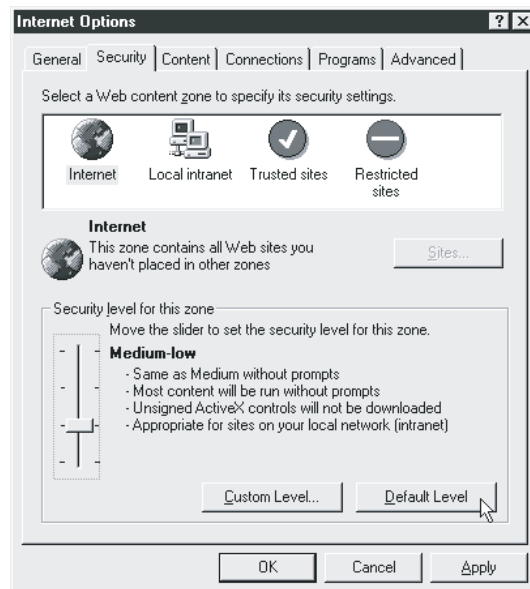 Internet Options
General Security Content Connections Programs Advanced
Select a Web content zone to specify its security settings.
Internet Local intranet Trusted sites Restricted sites
Internet
This zone contains all Web sites you
haven't placed in other zones
Sites...
Security level for this zone
Move the slider to set the security level for this zone.
Medium-low
- Same as Medium without prompts
- Most content will be run without prompts
- Unsigned ActiveX controls will not be downloaded
- Appropriate for sites on your local network (intranet)
Custom Level... Default Level
OK Cancel Apply